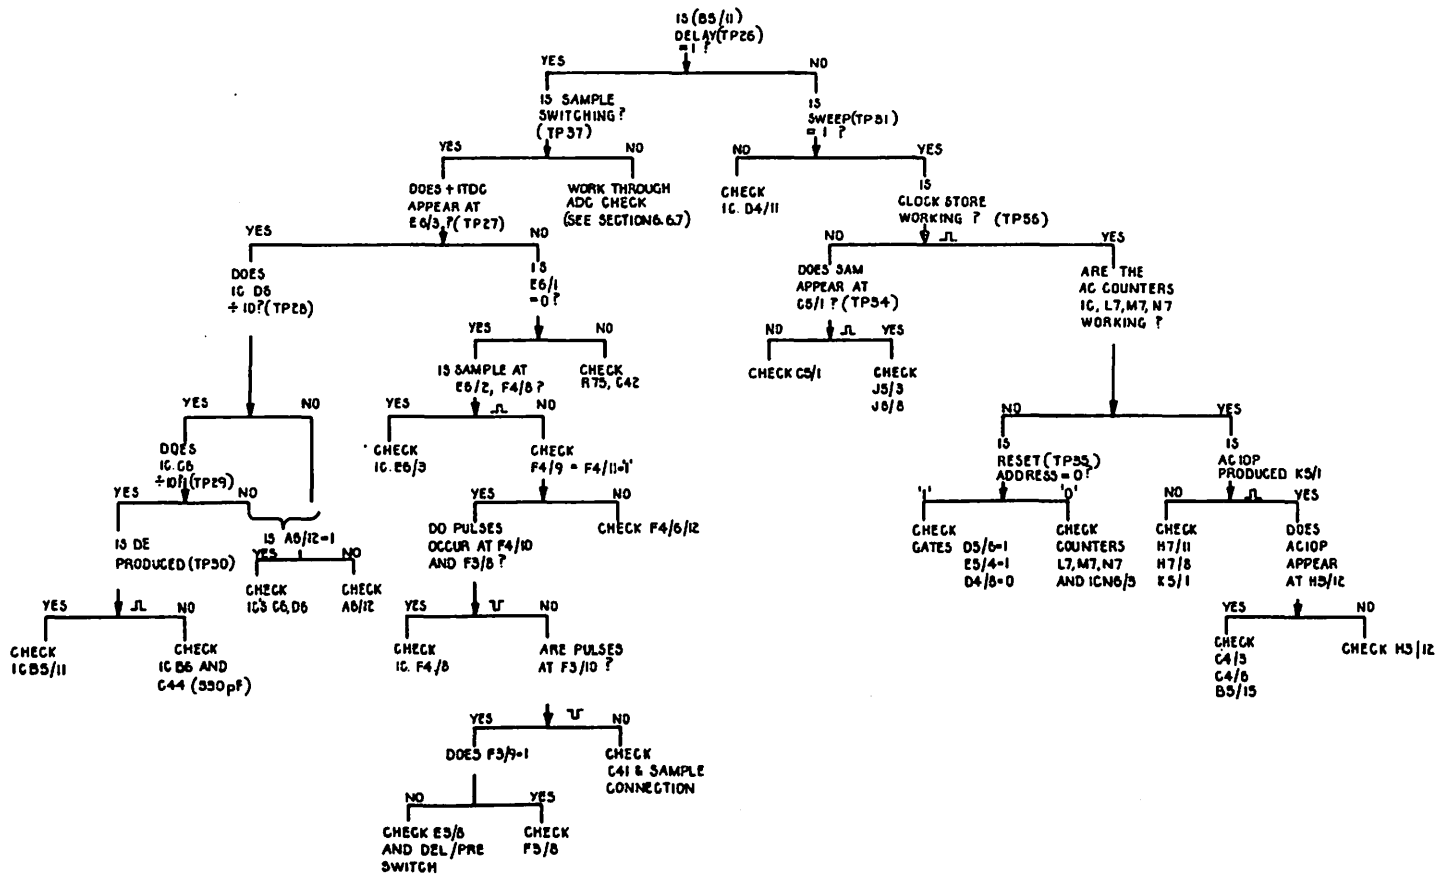 IS (B5/11)
DELAY(TP26)
= 1 ?
YES
NO
IS SAMPLE
SWITCHING ?
(TP37)
IS
SWEEP(TP31)
= 1 ?
YES
NO
NO
YES
DOES + ITDC
APPEAR AT
E6/3 ? (TP27)
WORK THROUGH
ADC CHECK
(SEE SECTION 6.6.7)
CHECK
IC. D4/11
IS
CLOCK STORE
WORKING ? (TP36)
YES
NO
NO
YES
DOES
IC D6
÷ 10?(TP28)
IS
E6/1
= 0 ?
DOES SAM
APPEAR AT
C5/1 ? (TP34)
ARE THE
AC COUNTERS
IC, L7, M7, N7
WORKING ?
YES
NO
NO
YES
IS SAMPLE AT
E6/2, F4/8 ?
CHECK
R75, C42
CHECK C5/1
CHECK
J5/3
J6/8
YES
NO
YES
NO
NO
YES
DOES
IC. C6
÷10?(TP29)
CHECK
IC. E6/3
CHECK
F4/9 = F4/11='1'
IS
RESET (TP35)
ADDRESS = 0 ?
IS
AC10P
PRODUCED K5/1
YES
NO
YES
NO
'1'
'0'
NO
YES
IS DE
PRODUCED (TP30)
IS A6/12=1
DO PULSES
OCCUR AT F4/10
AND F3/8 ?
CHECK F4/6/12
CHECK
GATES D5/6=1
E5/4=1
D4/8=0
CHECK
COUNTERS
L7, M7, N7
AND ICN6/3
CHECK
H7/11
H7/8
K5/1
DOES
AC10P
APPEAR
AT H3/12
YES
NO
CHECK
IC'S C6, D6
CHECK
A6/12
YES
NO
YES
NO
YES
NO
CHECK
ICB5/11
CHECK
ICB6 AND
C44 (330pF)
CHECK
IC. F4/8
ARE PULSES
AT F3/10 ?
CHECK
C4/3
C4/6
B5/15
CHECK H3/12
YES
NO
DOES F3/9=1
CHECK
C41 & SAMPLE
CONNECTION
NO
YES
CHECK E3/8
AND DEL/PRE
SWITCH
CHECK
F3/8